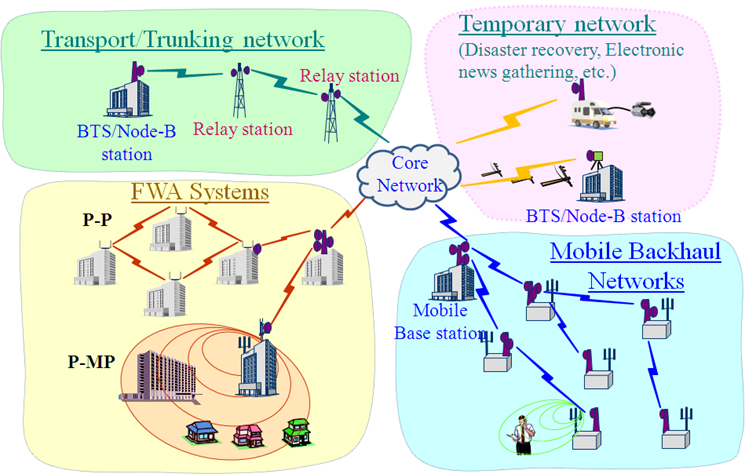 Transport/Trunking network
Relay station
BTS/Node-B
station
Relay station
Temporary network
(Disaster recovery, Electronic
news gathering, etc.)
BTS/Node-B station
Core
Network
FWA Systems
P-P
P-MP
Mobile Backhaul
Networks
Mobile
Base station